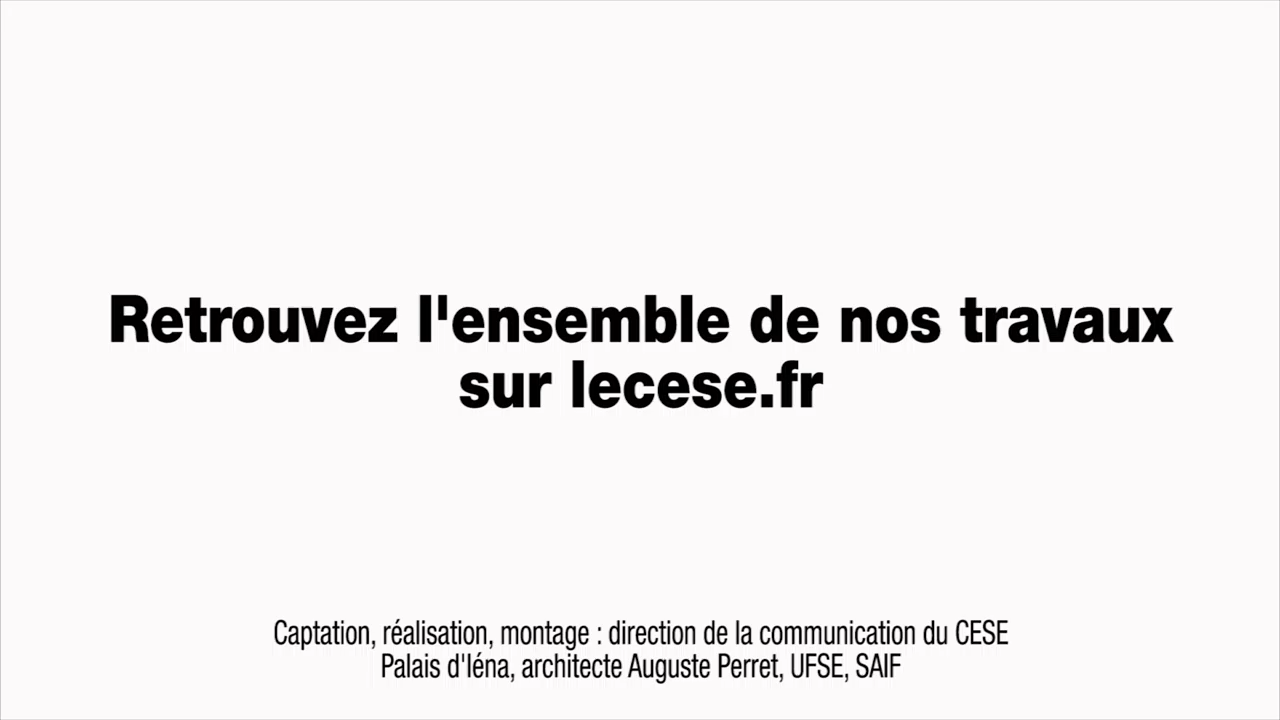 Retrouvez l'ensemble de nos travaux
sur lecese.fr
Captation, réalisation, montage : direction de la communication du CESE
Palais d'Iéna, architecte Auguste Perret, UFSE, SAIF